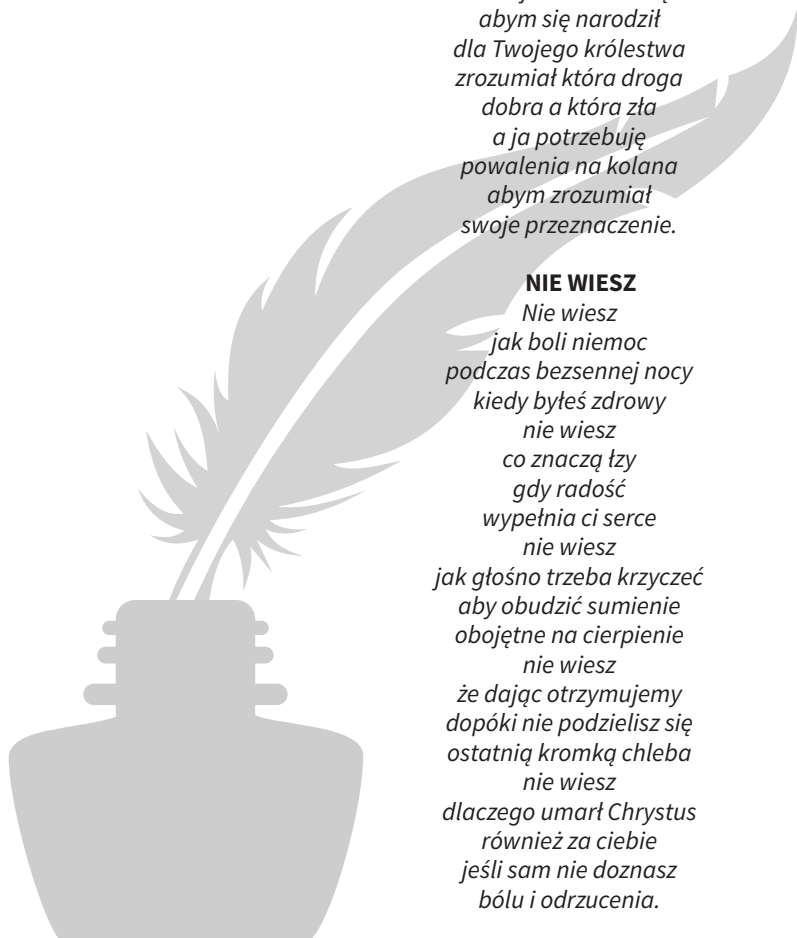 abym się narodził
dla Twojego królestwa
zrozumiał która droga
dobra a która zła
a ja potrzebuję
powalenia na kolana
abym zrozumiał
swoje przeznaczenie.
NIE WIESZ
Nie wiesz
jak boli niemoc
podczas bezsennej nocy
kiedy byłeś zdrowy
nie wiesz
co znaczą łzy
gdy radość
wypełnia ci serce
nie wiesz
jak głośno trzeba krzyczeć
aby obudzić sumienie
obojętne na cierpienie
nie wiesz
że dając otrzymujemy
dopóki nie podzielisz się
ostatnią kromką chleba
nie wiesz
dlaczego umarł Chrystus
również za ciebie
jeśli sam nie doznasz
bólu i odrzucenia.